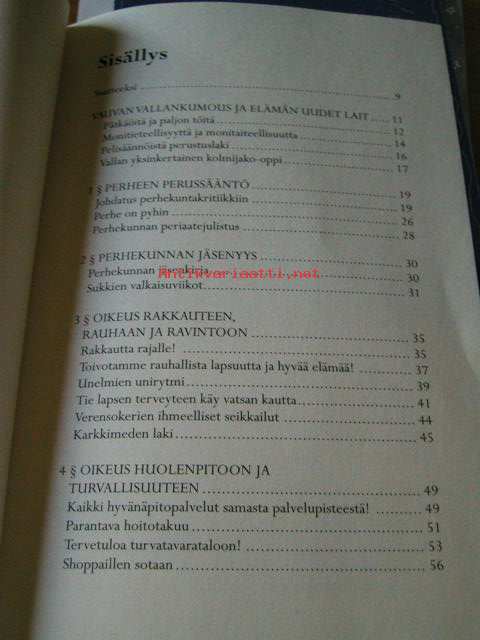 Sisällys
Saatteeksi ........ 9
VAUVAN VALLANKUMOUS JA ELÄMÄN UUDET LAIT ........ 11
Päiskäöitä ja paljon töitä ........ 12
Monitieteellisyyttä ja monitaiteellisuutta ........ 14
Pelisäännöistä perustuslaki ........ 16
Vallan yksinkertainen kolmijako-oppi ........ 17
1 § PERHEEN PERUSSÄÄNTÖ ........ 19
Johdatus perhekuntakritiikkiin ........ 19
Perhe on pyhin ........ 26
Perhekunnan periaatejulistus ........ 28
2 § PERHEKUNNAN JÄSENYYS ........ 30
Perhekunnan jäsenkirja ........ 30
Sukkien valkaisuviikot ........ 31
Antikvariaatti.net
3 § OIKEUS RAKKAUTEEN,
RAUHAAN JA RAVINTOON ........ 35
Rakkautta rajalle! ........ 35
Toivotamme rauhallista lapsuutta ja hyvää elämää! ........ 37
Unelmien unirytmi ........ 39
Tie lapsen terveyteen käy vatsan kautta ........ 41
Verensokerien ihmeelliset seikkailut ........ 44
Karkkimeden laki ........ 45
4 § OIKEUS HUOLENPITOON JA
TURVALLISUUTEEN ........ 49
Kaikki hyvänäpitopalvelut samasta palvelupisteestä! ........ 49
Parantava hoitotakuu ........ 51
Tervetuloa turvatavarataloon! ........ 53
Shoppaillen sotaan ........ 56